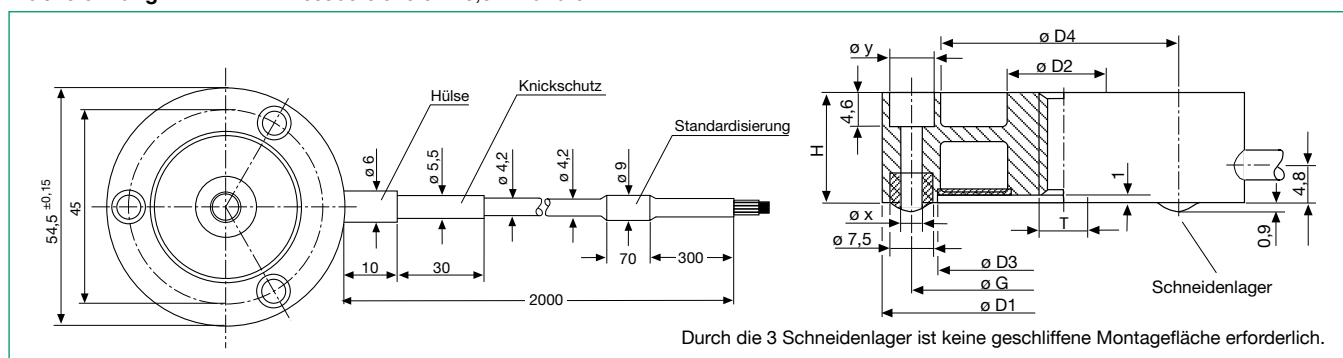 Hülse
Knickschutz
Standardisierung
54,5 ±0,15
45
ø 6
ø 5,5
ø 4,2
ø 4,2
ø 9
10
30
70
300
2000
ø y
ø D4
ø D2
4,6
H
ø x
ø 7,5
1
T
4,8
0,9
ø D3
ø G
ø D1
Schneidenlager
Durch die 3 Schneidenlager ist keine geschliffene Montagefläche erforderlich.